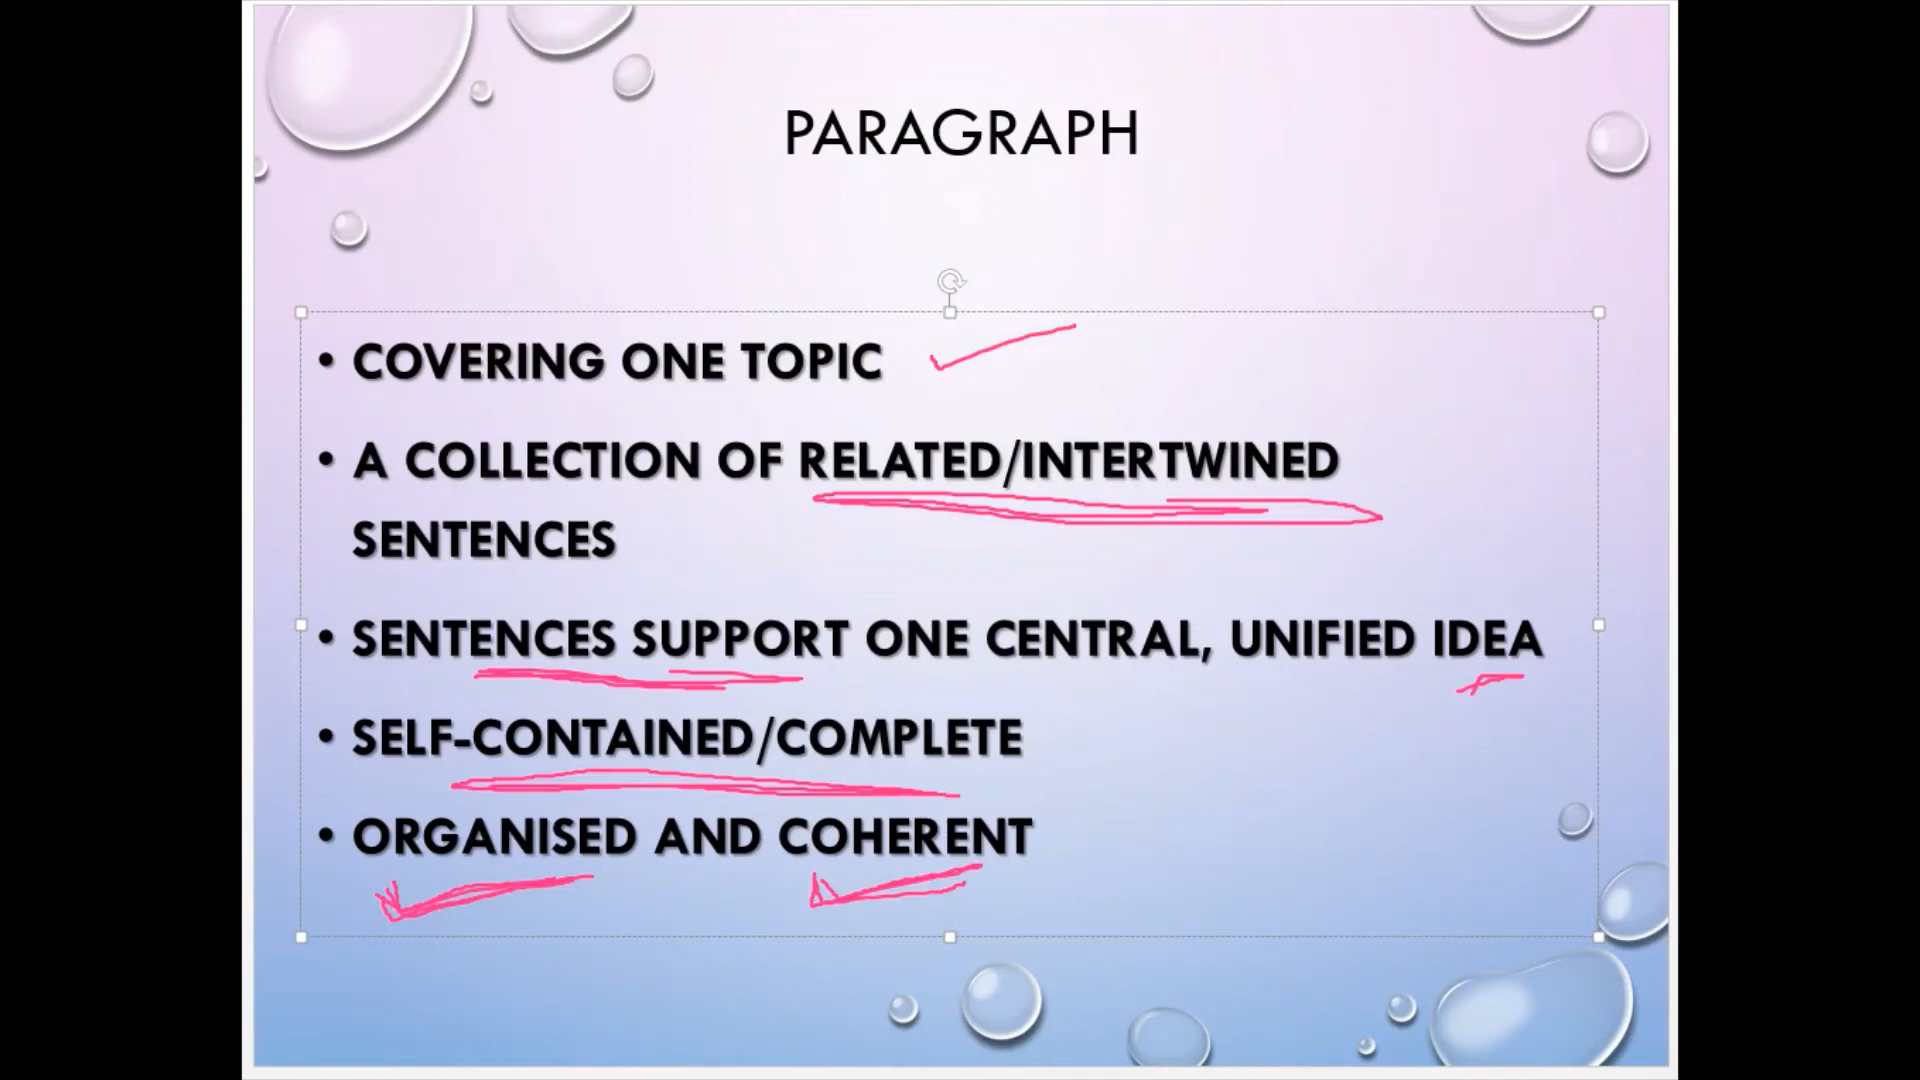 PARAGRAPH
• COVERING ONE TOPIC
• A COLLECTION OF RELATED/INTERTWINED
SENTENCES
• SENTENCES SUPPORT ONE CENTRAL, UNIFIED IDEA
• SELF-CONTAINED/COMPLETE
• ORGANISED AND COHERENT